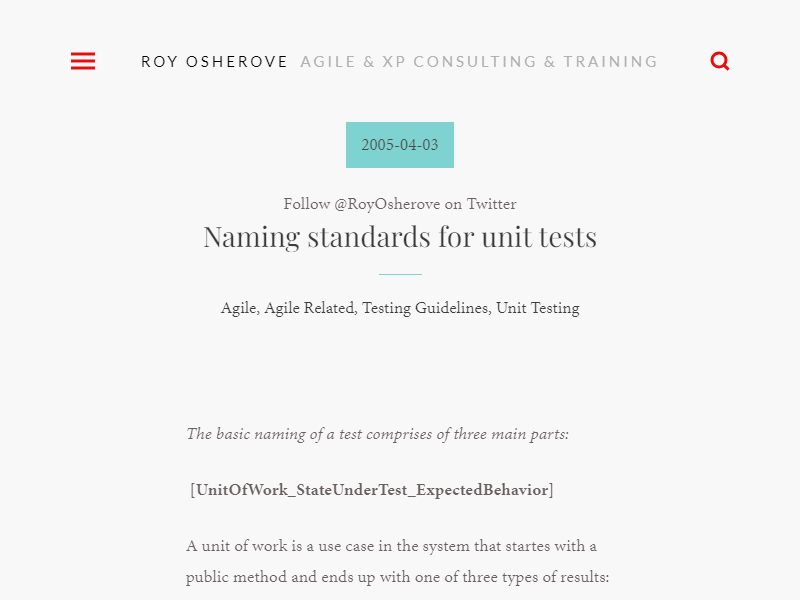 ROY OSHEROVE AGILE & XP CONSULTING & TRAINING
2005-04-03
Follow @RoyOsherove on Twitter
Naming standards for unit tests
Agile, Agile Related, Testing Guidelines, Unit Testing
The basic naming of a test comprises of three main parts:
[UnitOfWork_StateUnderTest_ExpectedBehavior]
A unit of work is a use case in the system that startes with a
public method and ends up with one of three types of results: